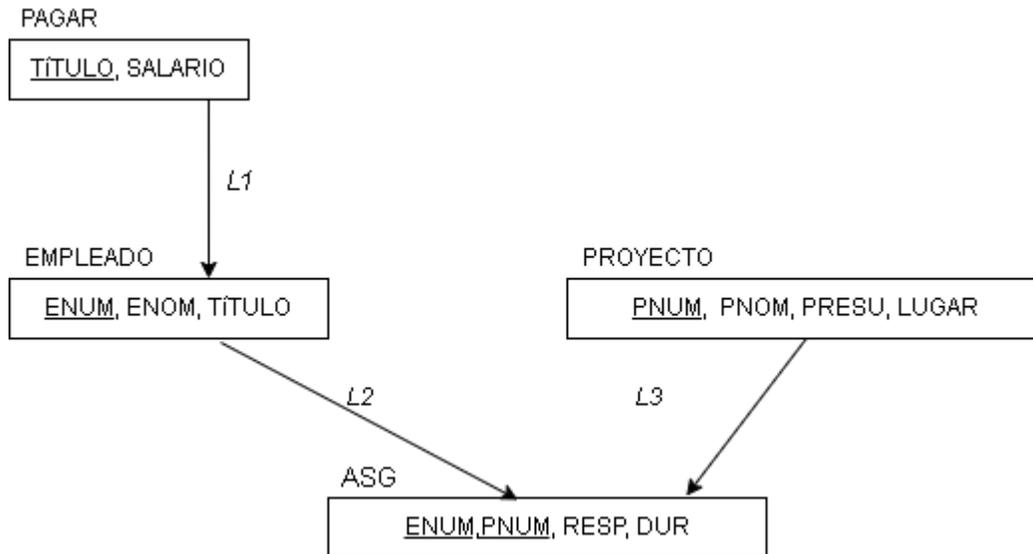 PAGAR
TíTULO, SALARIO
L1
EMPLEADO
ENUM, ENOM, TíTULO
PROYECTO
PNUM, PNOM, PRESU, LUGAR
L2
L3
ASG
ENUM,PNUM, RESP, DUR